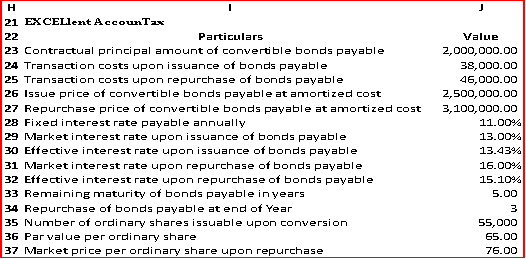 H I J
21 EXCELlent AccounTax
22 Particulars Value
23 Contractual principal amount of convertible bonds payable 2,000,000.00
24 Transaction costs upon issuance of bonds payable 38,000.00
25 Transaction costs upon repurchase of bonds payable 46,000.00
26 Issue price of convertible bonds payable at amortized cost 2,500,000.00
27 Repurchase price of convertible bonds payable at amortized cost 3,100,000.00
28 Fixed interest rate payable annually 11.00%
29 Market interest rate upon issuance of bonds payable 13.00%
30 Effective interest rate upon issuance of bonds payable 13.43%
31 Market interest rate upon repurchase of bonds payable 16.00%
32 Effective interest rate upon repurchase of bonds payable 15.10%
33 Remaining maturity of bonds payable in years 5.00
34 Repurchase of bonds payable at end of Year 3
35 Number of ordinary shares issuable upon conversion 55,000
36 Par value per ordinary share 65.00
37 Market price per ordinary share upon repurchase 76.00